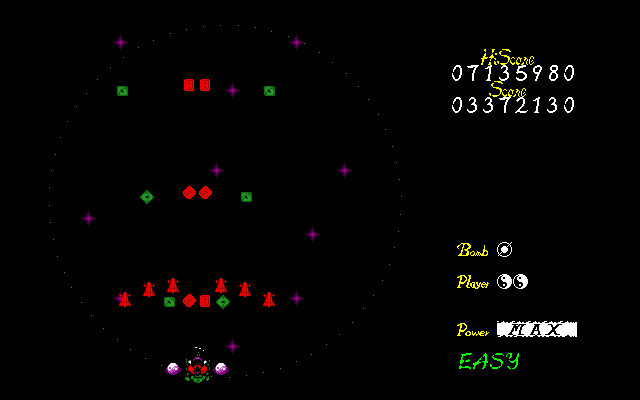 HiScore
07135980
Score
03372130
Bomb
Player
Power MAX
EASY